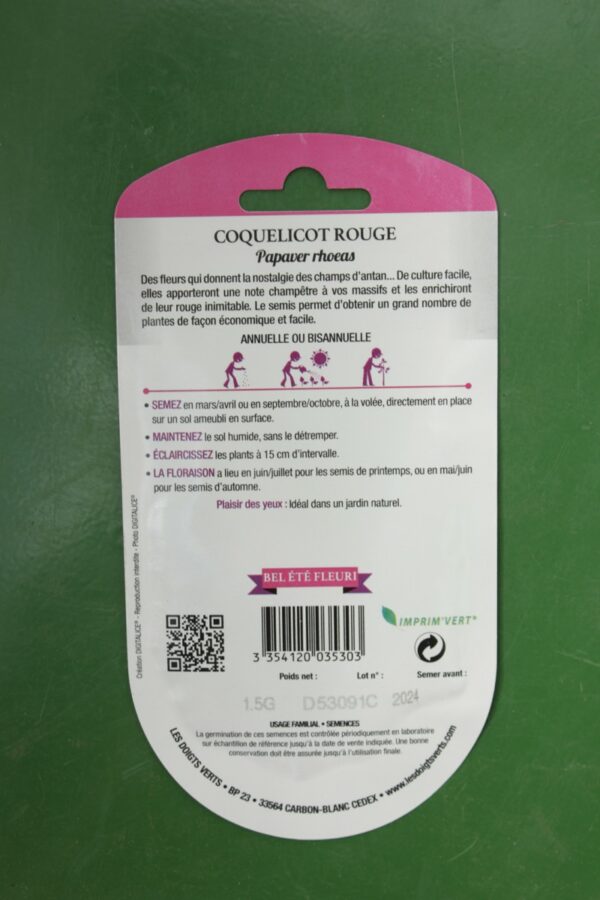 COQUELICOT ROUGE
Papaver rhoeas
Des fleurs qui donnent la nostalgie des champs d'antan... De culture facile,
elles apporteront une note champêtre à vos massifs et les enrichiront
de leur rouge inimitable. Le semis permet d'obtenir un grand nombre de
plantes de façon économique et facile.
ANNUELLE OU BISANNUELLE
• SEMEZ en mars/avril ou en septembre/octobre, à la volée, directement en place
sur un sol ameubli en surface.
• MAINTENEZ le sol humide, sans le détremper.
• ÉCLAIRCISSEZ les plants à 15 cm d'intervalle.
• LA FLORAISON a lieu en juin/juillet pour les semis de printemps, ou en mai/juin
pour les semis d'automne.
Plaisir des yeux : Idéal dans un jardin naturel.
Création DIGITALICE® - Reproduction interdite - Photo DIGITALICE®
BEL ÉTÉ FLEURI
IMPRIM'VERT®
3 354120 035303
Poids net : Lot n° : Semer avant :
1.5G D53091C 2024
USAGE FAMILIAL • SEMENCES
La germination de ces semences est contrôlée périodiquement en laboratoire
sur échantillon de référence jusqu'à la date de vente indiquée. Une bonne
conservation doit être assurée jusqu'à l'utilisation finale.
LES DOIGTS VERTS • BP 23 • 33564 CARBON-BLANC CEDEX • www.lesdoigtsverts.com